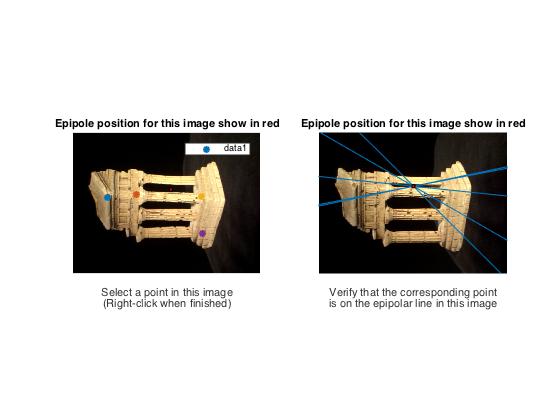 Epipole position for this image show in red
Epipole position for this image show in red
data1
Select a point in this image
(Right-click when finished)
Verify that the corresponding point
is on the epipolar line in this image